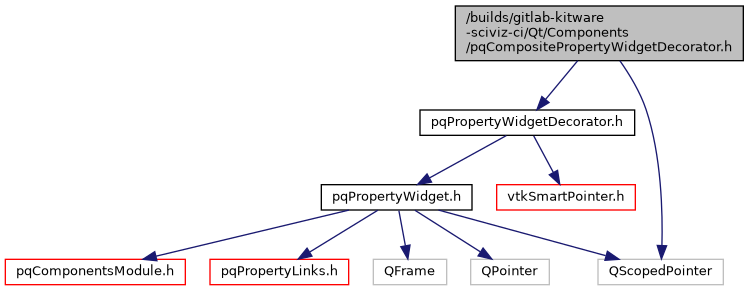 /builds/gitlab-kitware
-sciviz-ci/Qt/Components
/pqCompositePropertyWidgetDecorator.h
pqPropertyWidgetDecorator.h
pqPropertyWidget.h
vtkSmartPointer.h
pqComponentsModule.h
pqPropertyLinks.h
QFrame
QPointer
QScopedPointer